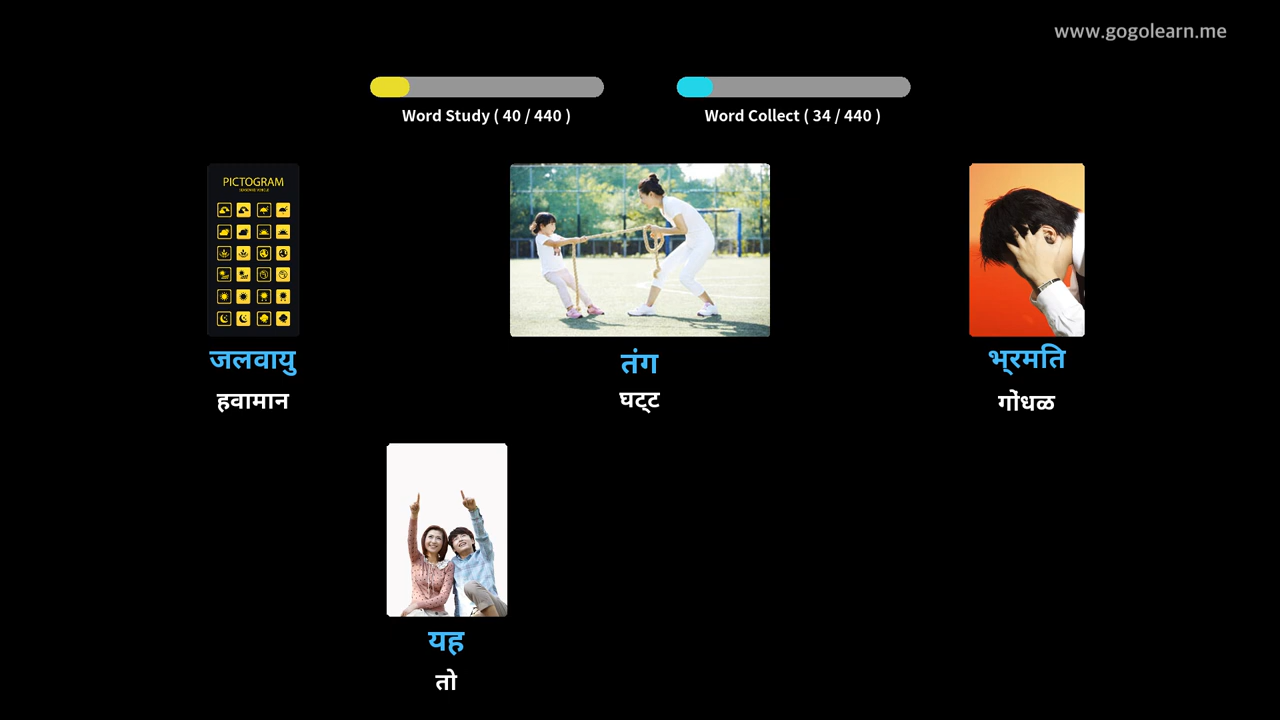 www.gogolearn.me
Word Study ( 40 / 440 )
Word Collect ( 34 / 440 )
PICTOGRAM
जलवायु
हवामान
तंग
घट्ट
भ्रमति
गोंधळ
यह
तो